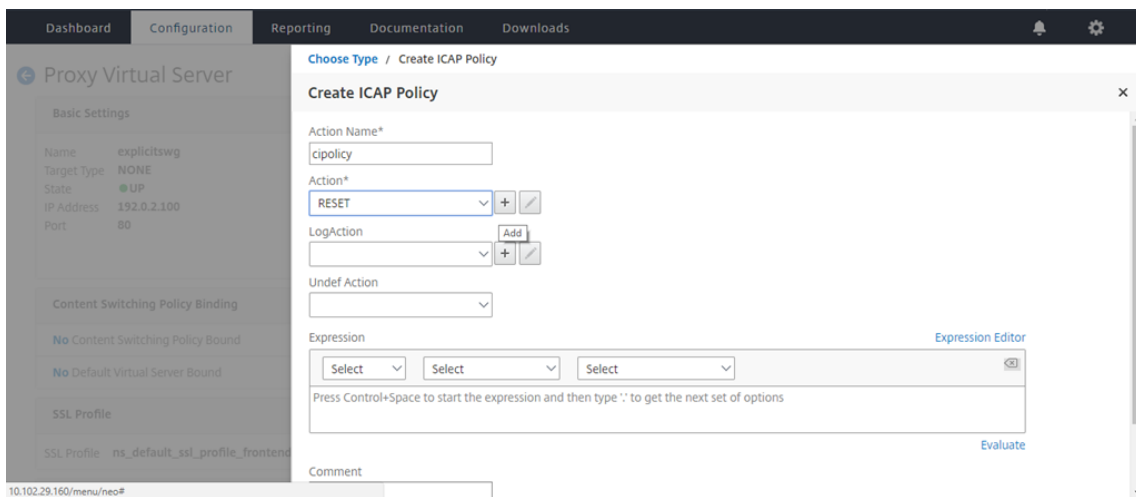 Dashboard Configuration Reporting Documentation Downloads
Proxy Virtual Server
Basic Settings
Name explicitswg
Target Type NONE
State UP
IP Address 192.0.2.100
Port 80
Content Switching Policy Binding
No Content Switching Policy Bound
No Default Virtual Server Bound
SSL Profile
SSL Profile ns_default_ssl_profile_frontend
10.102.29.160/menu/neo#
Choose Type / Create ICAP Policy
Create ICAP Policy
Action Name*
cipolicy
Action*
RESET
Add
LogAction
Undef Action
Expression Expression Editor
Select Select Select
Press Control+Space to start the expression and then type '.' to get the next set of options
Evaluate
Comment